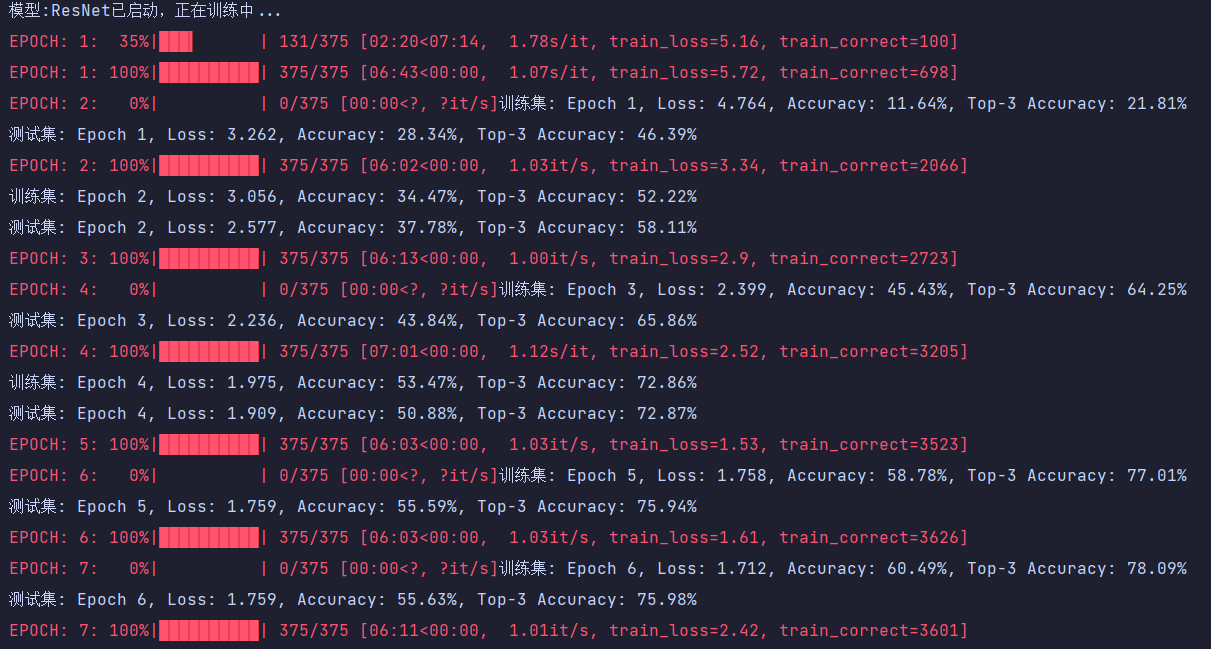 模型:ResNet已启动，正在训练中...
EPOCH: 1:  35%|███▍      | 131/375 [02:20<07:14,  1.78s/it, train_loss=5.16, train_correct=100]
EPOCH: 1: 100%|██████████| 375/375 [06:43<00:00,  1.07s/it, train_loss=5.72, train_correct=698]
EPOCH: 2:   0%|          | 0/375 [00:00<?, ?it/s]训练集: Epoch 1, Loss: 4.764, Accuracy: 11.64%, Top-3 Accuracy: 21.81%
测试集: Epoch 1, Loss: 3.262, Accuracy: 28.34%, Top-3 Accuracy: 46.39%
EPOCH: 2: 100%|██████████| 375/375 [06:02<00:00,  1.03it/s, train_loss=3.34, train_correct=2066]
训练集: Epoch 2, Loss: 3.056, Accuracy: 34.47%, Top-3 Accuracy: 52.22%
测试集: Epoch 2, Loss: 2.577, Accuracy: 37.78%, Top-3 Accuracy: 58.11%
EPOCH: 3: 100%|██████████| 375/375 [06:13<00:00,  1.00it/s, train_loss=2.9, train_correct=2723]
EPOCH: 4:   0%|          | 0/375 [00:00<?, ?it/s]训练集: Epoch 3, Loss: 2.399, Accuracy: 45.43%, Top-3 Accuracy: 64.25%
测试集: Epoch 3, Loss: 2.236, Accuracy: 43.84%, Top-3 Accuracy: 65.86%
EPOCH: 4: 100%|██████████| 375/375 [07:01<00:00,  1.12s/it, train_loss=2.52, train_correct=3205]
训练集: Epoch 4, Loss: 1.975, Accuracy: 53.47%, Top-3 Accuracy: 72.86%
测试集: Epoch 4, Loss: 1.909, Accuracy: 50.88%, Top-3 Accuracy: 72.87%
EPOCH: 5: 100%|██████████| 375/375 [06:03<00:00,  1.03it/s, train_loss=1.53, train_correct=3523]
EPOCH: 6:   0%|          | 0/375 [00:00<?, ?it/s]训练集: Epoch 5, Loss: 1.758, Accuracy: 58.78%, Top-3 Accuracy: 77.01%
测试集: Epoch 5, Loss: 1.759, Accuracy: 55.59%, Top-3 Accuracy: 75.94%
EPOCH: 6: 100%|██████████| 375/375 [06:03<00:00,  1.03it/s, train_loss=1.61, train_correct=3626]
EPOCH: 7:   0%|          | 0/375 [00:00<?, ?it/s]训练集: Epoch 6, Loss: 1.712, Accuracy: 60.49%, Top-3 Accuracy: 78.09%
测试集: Epoch 6, Loss: 1.759, Accuracy: 55.63%, Top-3 Accuracy: 75.98%
EPOCH: 7: 100%|██████████| 375/375 [06:11<00:00,  1.01it/s, train_loss=2.42, train_correct=3601]